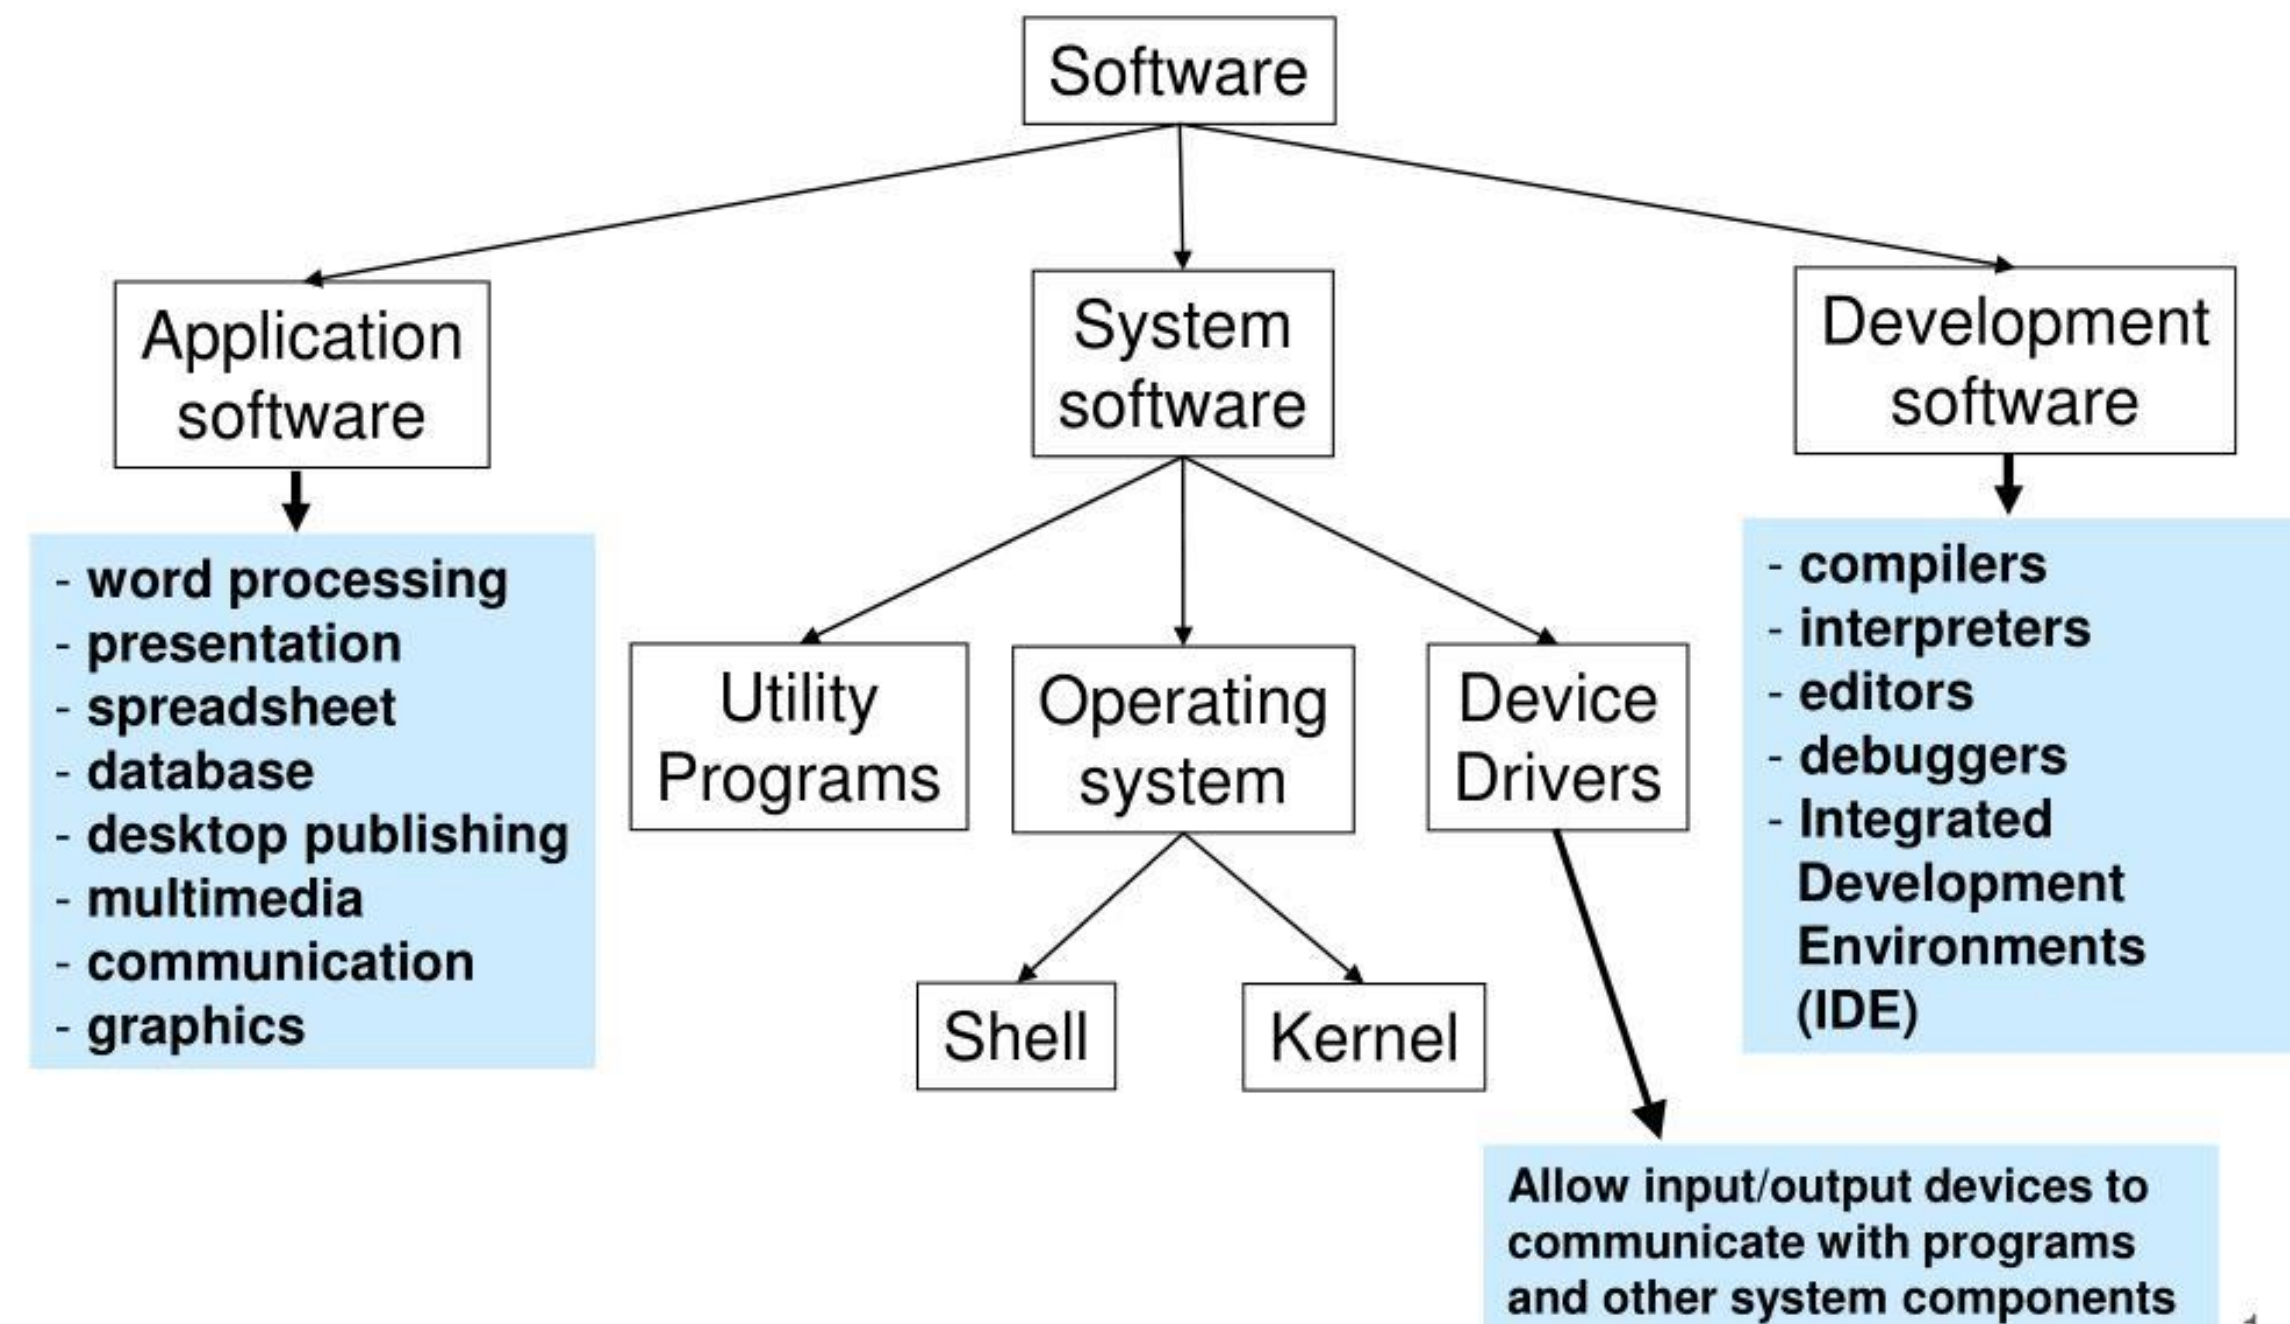 Software
Application
software
System
software
Development
software
- word processing
- presentation
- spreadsheet
- database
- desktop publishing
- multimedia
- communication
- graphics
Utility
Programs
Operating
system
Device
Drivers
- compilers
- interpreters
- editors
- debuggers
- Integrated
Development
Environments
(IDE)
Shell
Kernel
Allow input/output devices to
communicate with programs
and other system components